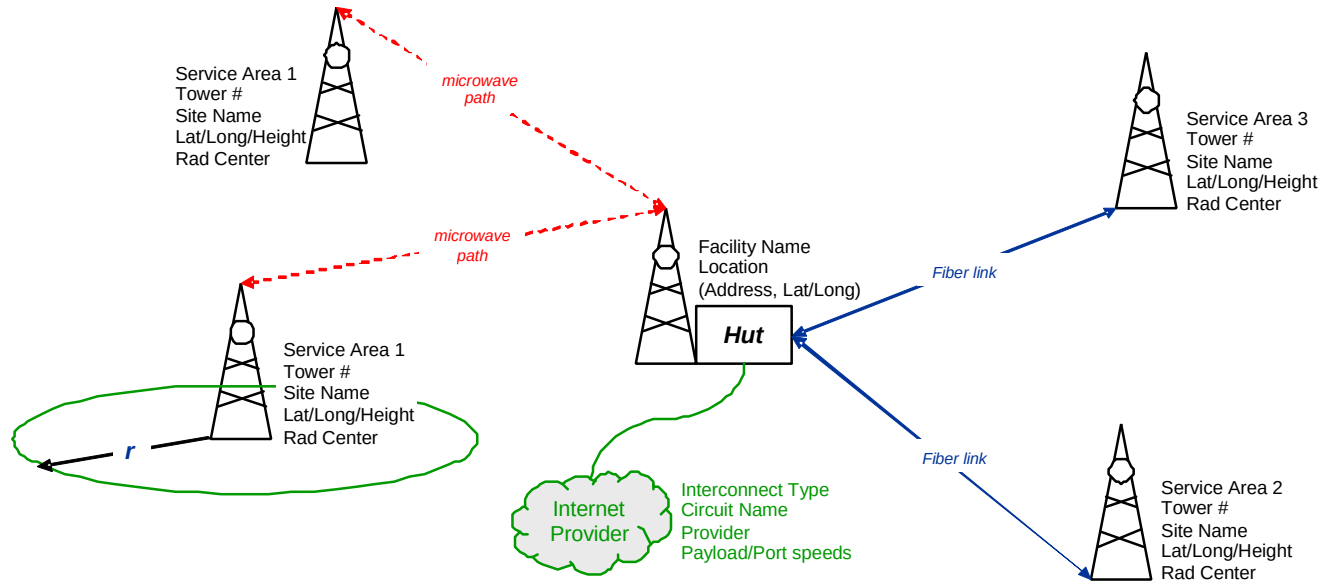 Service Area 1
Tower #
Site Name
Lat/Long/Height
Rad Center
microwave
path
Service Area 3
Tower #
Site Name
Lat/Long/Height
Rad Center
microwave
path
Facility Name
Location
(Address, Lat/Long)
Hut
Fiber link
Service Area 1
Tower #
Site Name
Lat/Long/Height
Rad Center
r
Fiber link
Internet
Provider
Interconnect Type
Circuit Name
Provider
Payload/Port speeds
Service Area 2
Tower #
Site Name
Lat/Long/Height
Rad Center